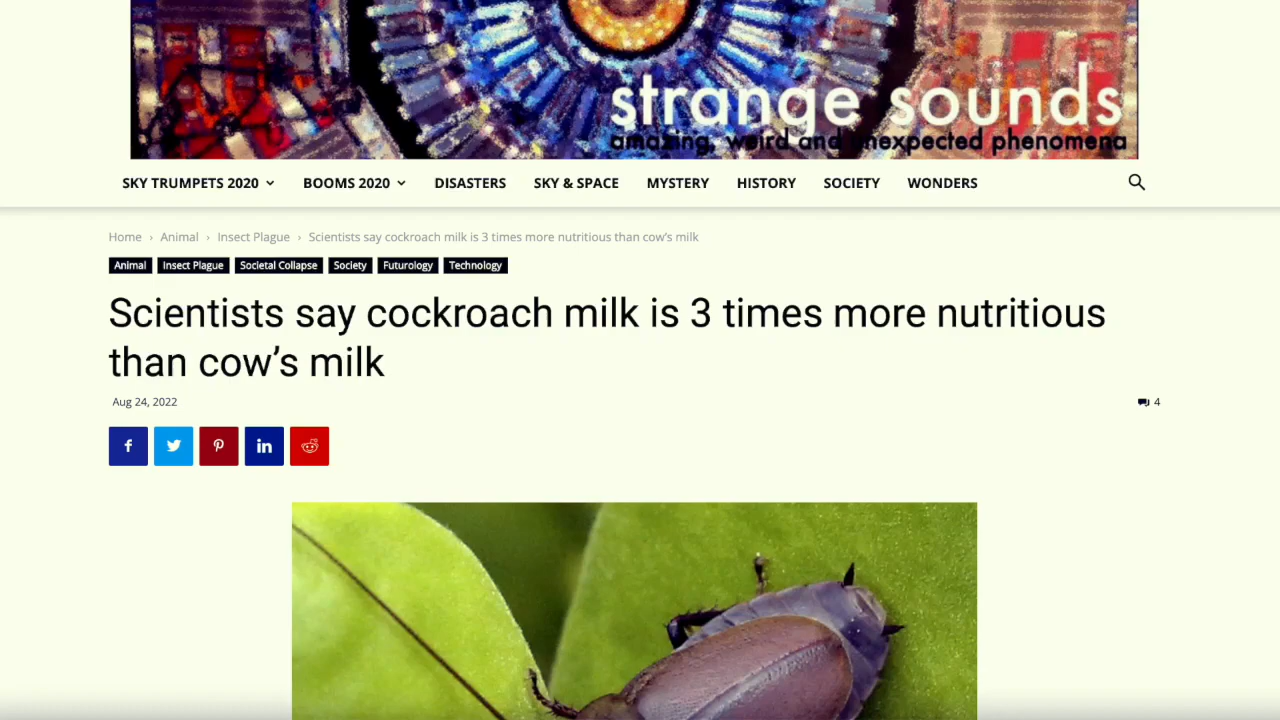 strange sounds
amazing, weird and unexpected phenomena
SKY TRUMPETS 2020 BOOMS 2020 DISASTERS SKY & SPACE MYSTERY HISTORY SOCIETY WONDERS
Home › Animal › Insect Plague › Scientists say cockroach milk is 3 times more nutritious than cow’s milk
Animal Insect Plague Societal Collapse Society Futurology Technology
Scientists say cockroach milk is 3 times more nutritious
than cow’s milk
Aug 24, 2022 4